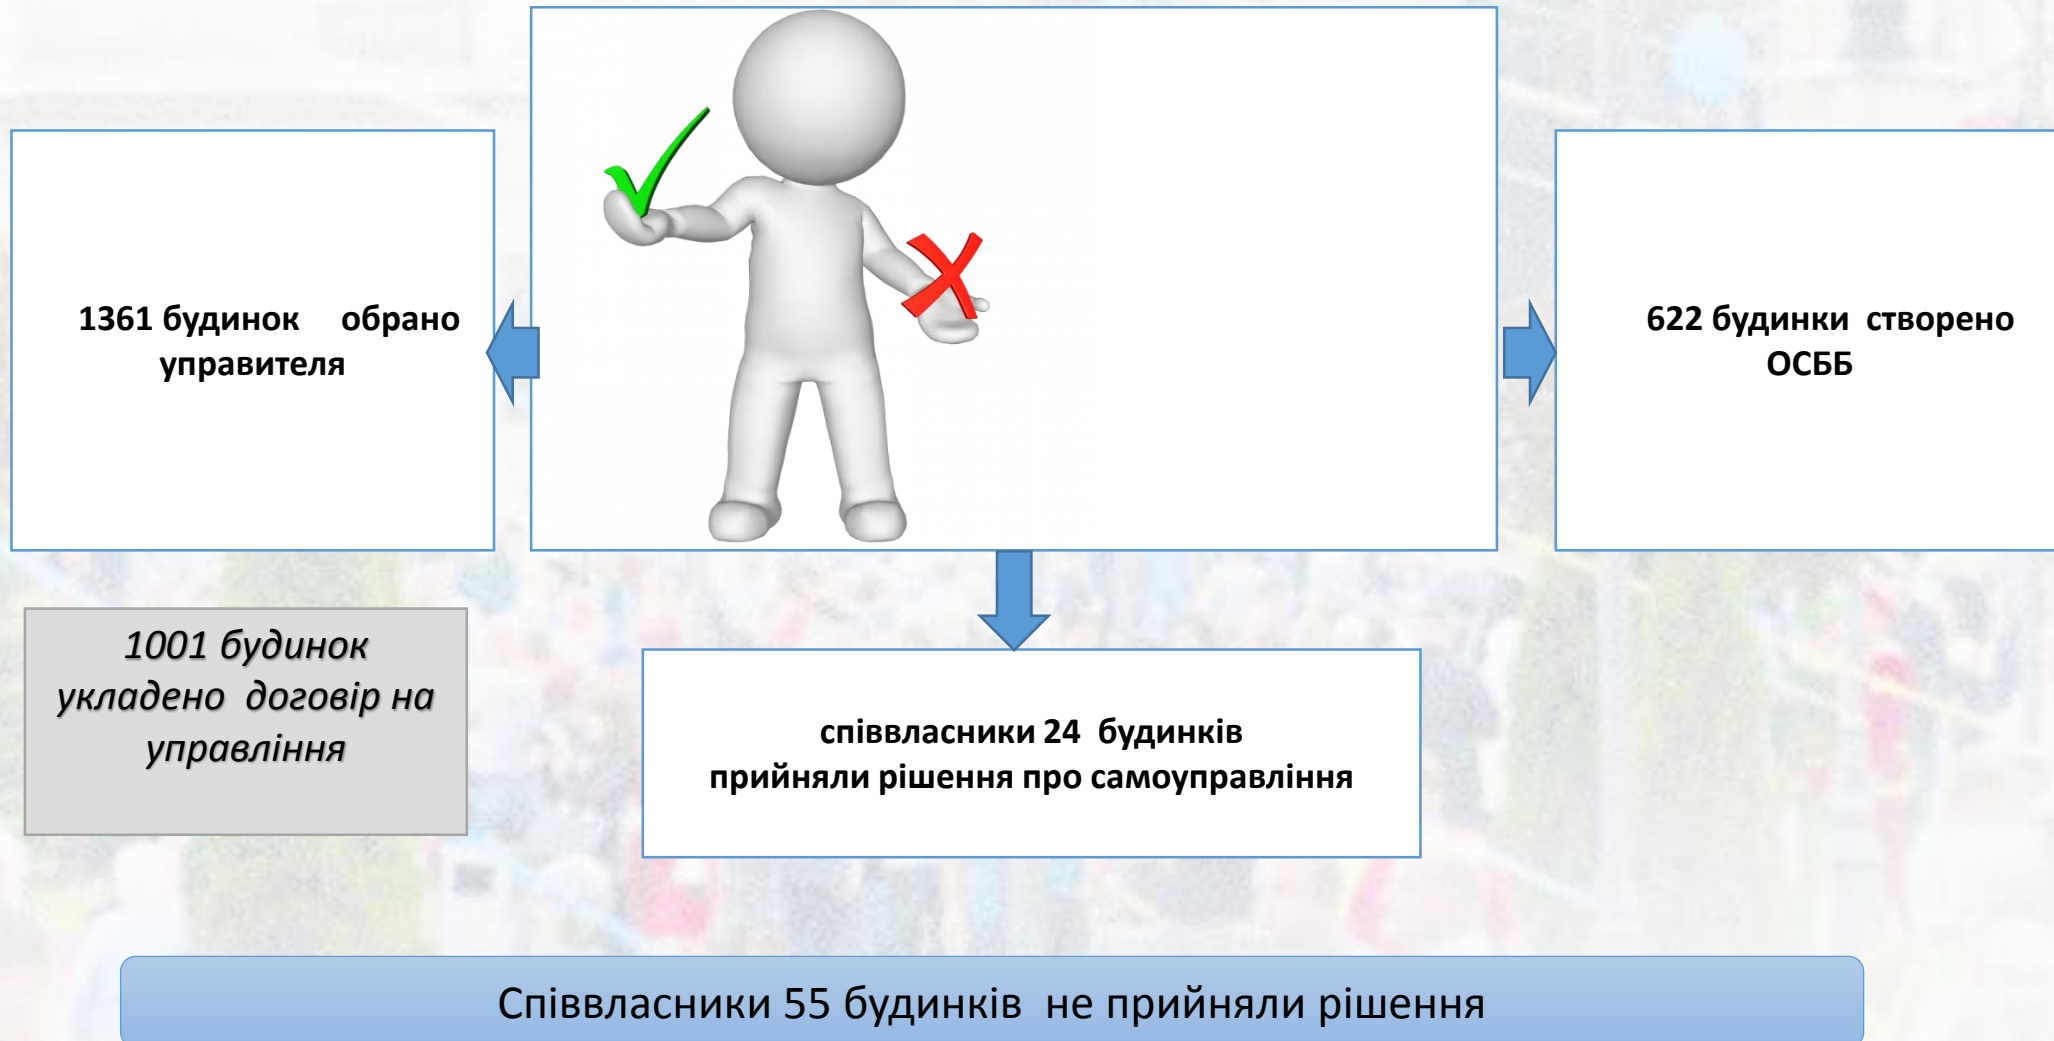 1361 будинок обрано
управителя
622 будинки створено
ОСББ
1001 будинок
укладено договір на
управління
співвласники 24 будинків
прийняли рішення про самоуправління
Співвласники 55 будинків не прийняли рішення